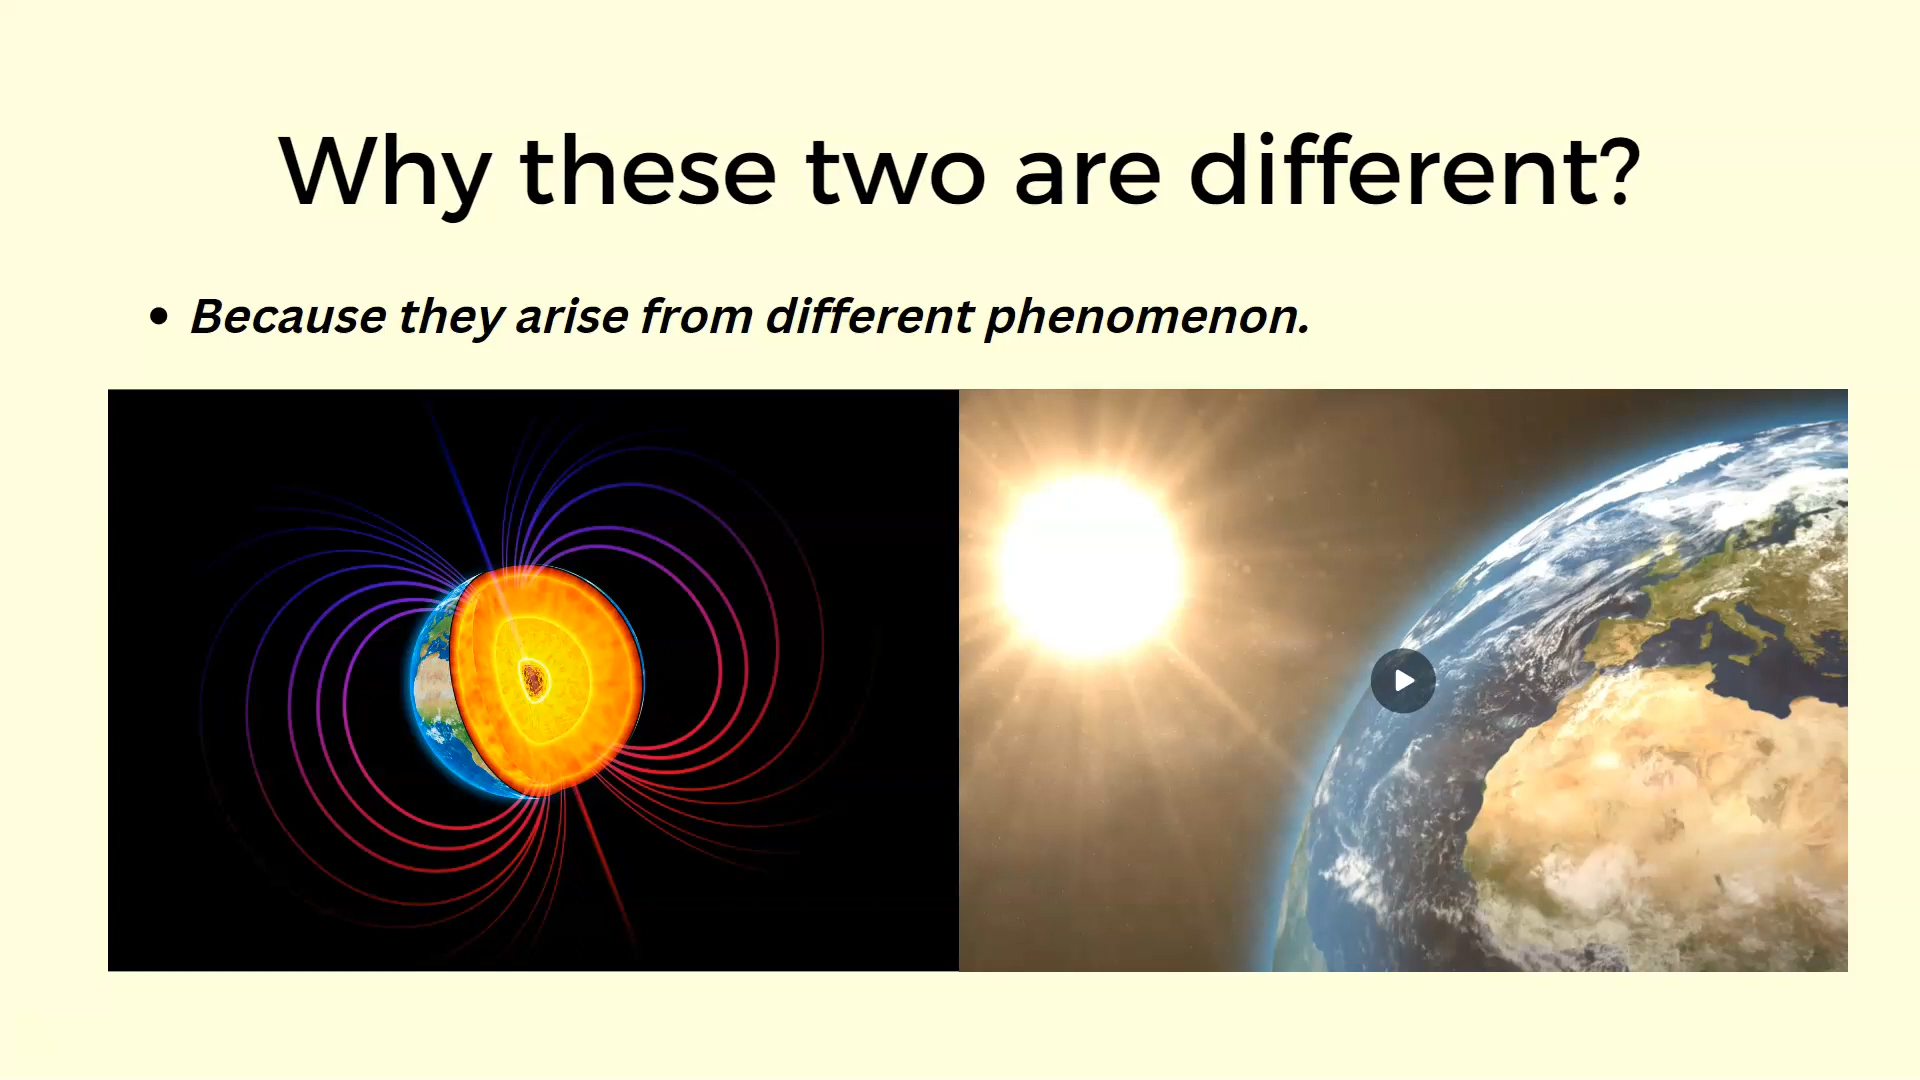 Why these two are different?
• Because they arise from different phenomenon.